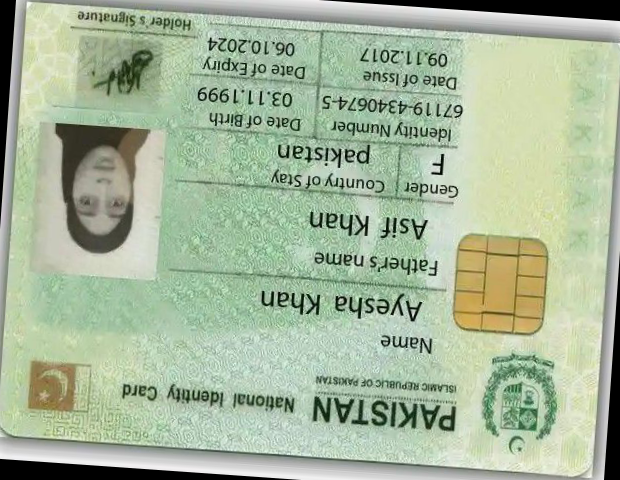 PAKISTAN National Identity Card
ISLAMIC REPUBLIC OF PAKISTAN
Name
Ayesha Khan
Father's name
Asif Khan
Gender Country of Stay
F pakistan
Identity Number Date of Birth
67119-4340674-5 03.11.1999
Date of Issue Date of Expiry
09.11.2017 06.10.2024
Holder's Signature